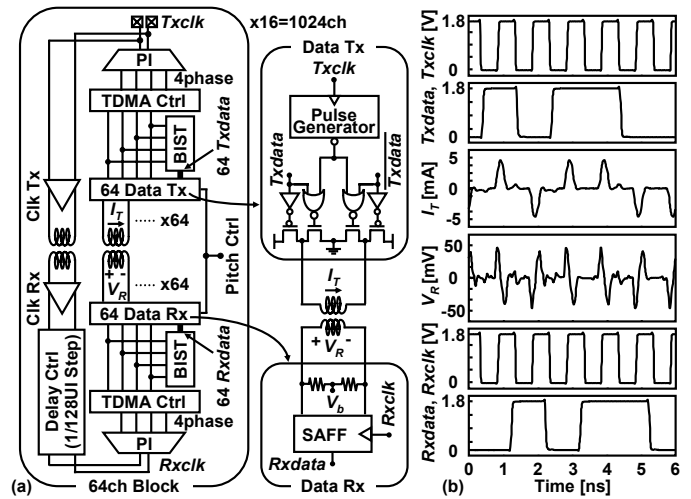 Txclk
x16=1024ch
PI
4phase
TDMA Ctrl
BIST
64 Txdata
64 Data Tx
Clk Tx
I_T
..... x64
Pitch Ctrl
+ -
V_R
..... x64
Clk Rx
64 Data Rx
BIST
64 Rxdata
Delay Ctrl
(1/128UI Step)
TDMA Ctrl
4phase
PI
Rxclk
(a)
64ch Block
Data Tx
Txclk
Pulse
Generator
Txdata
Txdata
I_T
+ V_R -
V_b
SAFF
Rxclk
Rxdata
Data Rx
(b)
Txdata, Txclk [V]
1.8
0
1.8
0
I_T [mA]
5
0
-5
V_R [mV]
50
0
-50
Rxdata, Rxclk [V]
1.8
0
1.8
0
0 1 2 3 4 5 6
Time [ns]